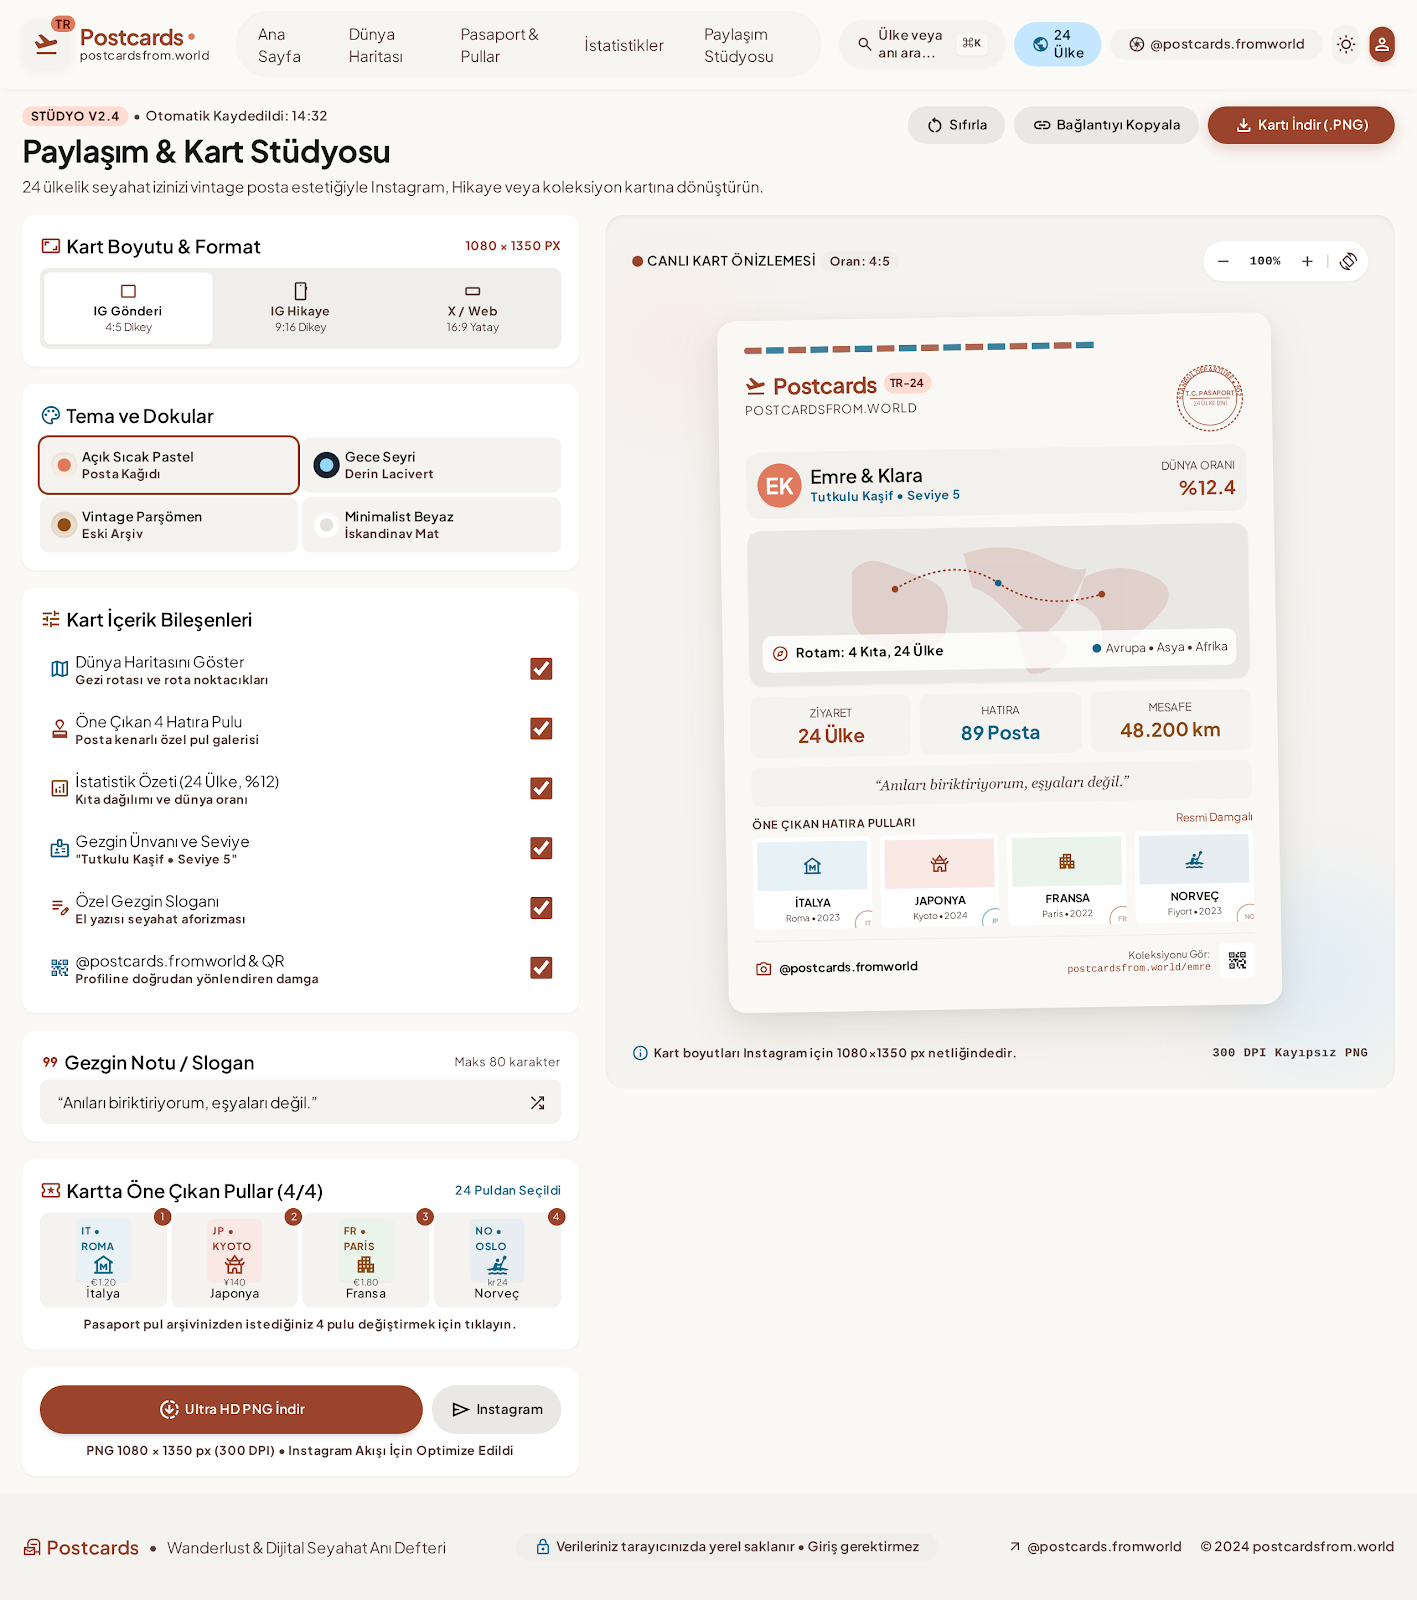 TR
Postcards
postcardsfrom.world
Ana Sayfa
Dünya Haritası
Pasaport & Pullar
İstatistikler
Paylaşım Stüdyosu
Ülke veya anı ara...
⌘K
24 Ülke
@postcards.fromworld
STÜDYO V2.4 • Otomatik Kaydedildi: 14:32
Paylaşım & Kart Stüdyosu
24 ülkelik seyahat izinizi vintage posta estetiğiyle Instagram, Hikaye veya koleksiyon kartına dönüştürün.
Sıfırla
Bağlantıyı Kopyala
Kartı İndir (.PNG)
Kart Boyutu & Format
1080 × 1350 PX
IG Gönderi
4:5 Dikey
IG Hikaye
9:16 Dikey
X / Web
16:9 Yatay
Tema ve Dokular
Açık Sıcak Pastel
Posta Kağıdı
Gece Seyri
Derin Lacivert
Vintage Parşömen
Eski Arşiv
Minimalist Beyaz
İskandinav Mat
Kart İçerik Bileşenleri
Dünya Haritasını Göster
Gezi rotası ve rota noktacıkları
Öne Çıkan 4 Hatıra Pulu
Posta kenarlı özel pul galerisi
İstatistik Özeti (24 Ülke, %12)
Kıta dağılımı ve dünya oranı
Gezgin Ünvanı ve Seviye
"Tutkulu Kaşif • Seviye 5"
Özel Gezgin Sloganı
El yazısı seyahat aforizması
@postcards.fromworld & QR
Profiline doğrudan yönlendiren damga
Gezgin Notu / Slogan
Maks 80 karakter
“Anıları biriktiriyorum, eşyaları değil.”
Kartta Öne Çıkan Pullar (4/4)
24 Puldan Seçildi
1
IT • ROMA
€1.20
İtalya
2
JP • KYOTO
¥140
Japonya
3
FR • PARİS
€1.80
Fransa
4
NO • OSLO
kr24
Norveç
Pasaport pul arşivinizden istediğiniz 4 pulu değiştirmek için tıklayın.
Ultra HD PNG İndir
Instagram
PNG 1080 × 1350 px (300 DPI) • Instagram Akışı İçin Optimize Edildi
CANLI KART ÖNİZLEMESİ
Oran: 4:5
100%
Postcards
TR-24
POSTCARDSFROM.WORLD
T.C. PASAPORT
24 ÜLKE İZNİ
EK
Emre & Klara
Tutkulu Kaşif • Seviye 5
DÜNYA ORANI
%12.4
Rotam: 4 Kıta, 24 Ülke
Avrupa • Asya • Afrika
ZİYARET
24 Ülke
HATIRA
89 Posta
MESAFE
48.200 km
“Anıları biriktiriyorum, eşyaları değil.”
ÖNE ÇIKAN HATIRA PULLARI
Resmi Damgalı
İTALYA
Roma • 2023
IT
JAPONYA
Kyoto • 2024
JP
FRANSA
Paris • 2022
FR
NORVEÇ
Fiyort • 2023
NO
@postcards.fromworld
Koleksiyonu Gör:
postcardsfrom.world/emre
Kart boyutları Instagram için 1080×1350 px netliğindedir.
300 DPI Kayıpsız PNG
Postcards • Wanderlust & Dijital Seyahat Anı Defteri
Verileriniz tarayıcınızda yerel saklanır • Giriş gerektirmez
@postcards.fromworld
© 2024 postcardsfrom.world